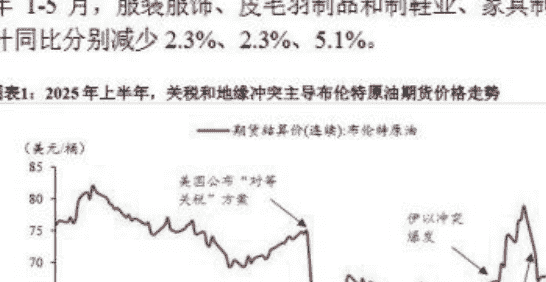 年 1-5 月，服装服饰、皮毛羽制品和制鞋业、家具制
计同比分别减少 2.3%、2.3%、5.1%。
图表1：2025年上半年，关税和地缘冲突主导布伦特原油期货价格走势
期货结算价(连续):布伦特原油
（美元/桶）
85
美国公布“对等
关税”方案
80
伊以冲突
爆发
75
70